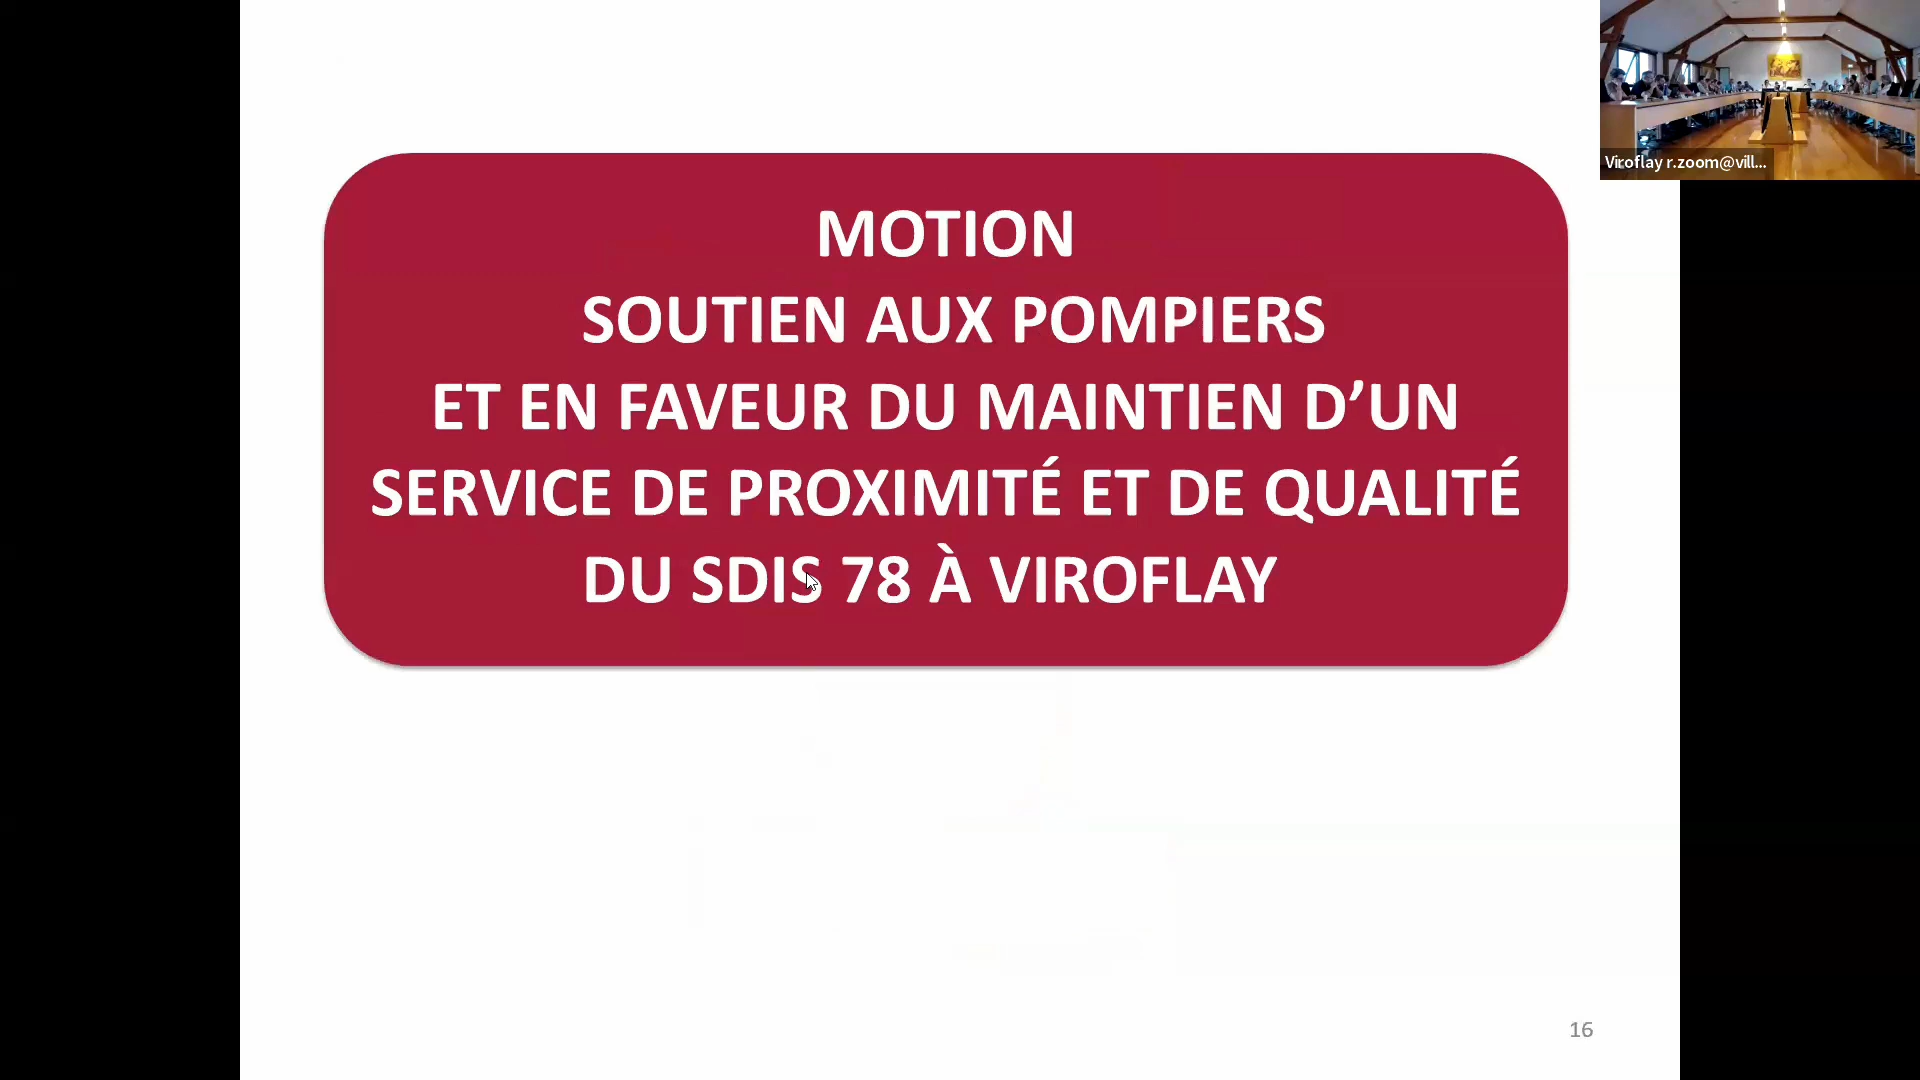 Viroflay r.zoom@vill...
MOTION
SOUTIEN AUX POMPIERS
ET EN FAVEUR DU MAINTIEN D’UN
SERVICE DE PROXIMITÉ ET DE QUALITÉ
DU SDIS 78 À VIROFLAY
16